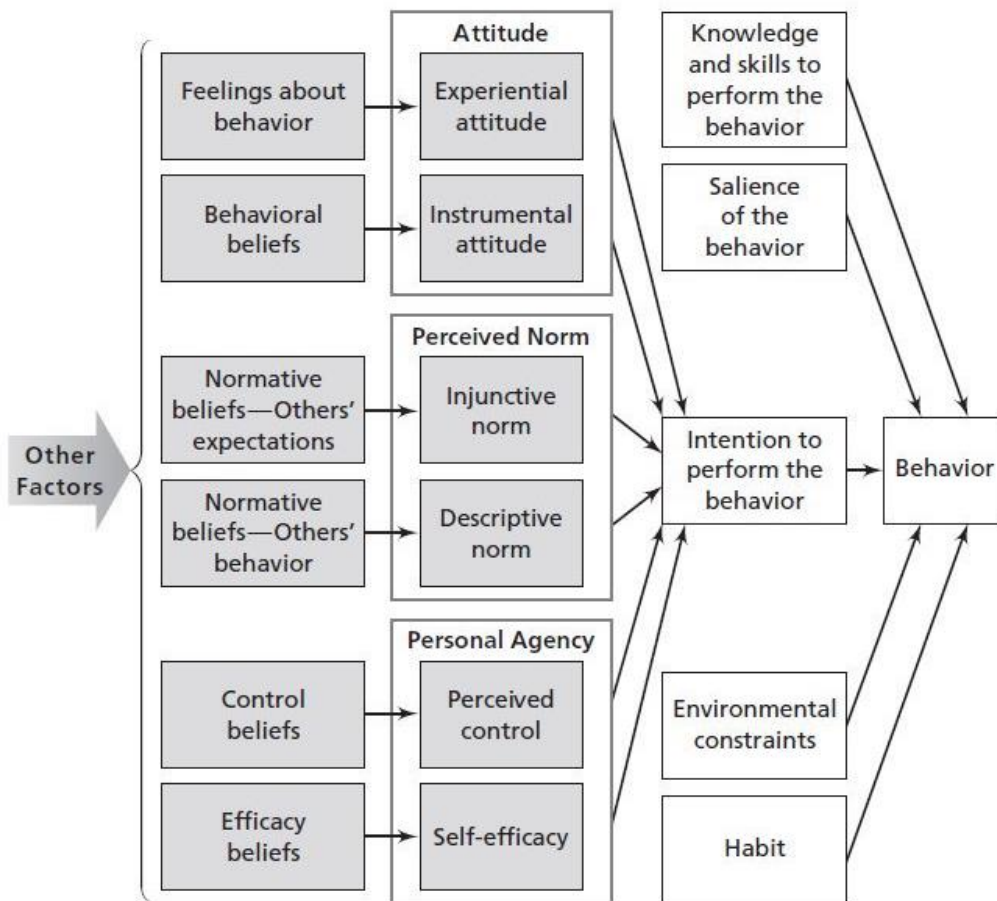 Other
Factors
Feelings about
behavior
Behavioral
beliefs
Normative
beliefs—Others’
expectations
Normative
beliefs—Others’
behavior
Control
beliefs
Efficacy
beliefs
Attitude
Experiential
attitude
Instrumental
attitude
Perceived Norm
Injunctive
norm
Descriptive
norm
Personal Agency
Perceived
control
Self-efficacy
Knowledge
and skills to
perform the
behavior
Salience
of the
behavior
Intention to
perform the
behavior
Environmental
constraints
Habit
Behavior